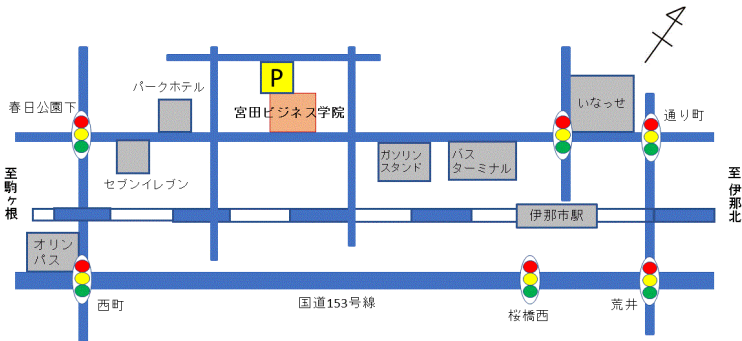 パークホテル
P
春日公園下
宮田ビジネス学院
いなっせ
通り町
ガソリン
スタンド
バス
ターミナル
セブンイレブン
至駒ヶ根
至 伊那北
伊那市駅
オリン
パス
西町
国道153号線
桜橋西
荒井